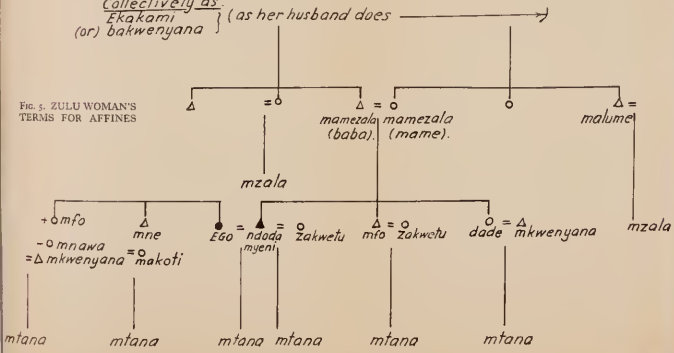 Collectively as.
Ekakami
(or) bakwenyana } (as her husband does
FIG. 5. ZULU WOMAN'S
TERMS FOR AFFINES
= 
=
=
mamezala mamezala malume
(baba). (mame).
mzala
+ mfo mne EGO = ndoda = zakwetu mfo = zakwetu dade = mkwenyana mzala
myeni
- mnawa
= mkwenyana = makoti
mtana mtana mtana mtana mtana mtana